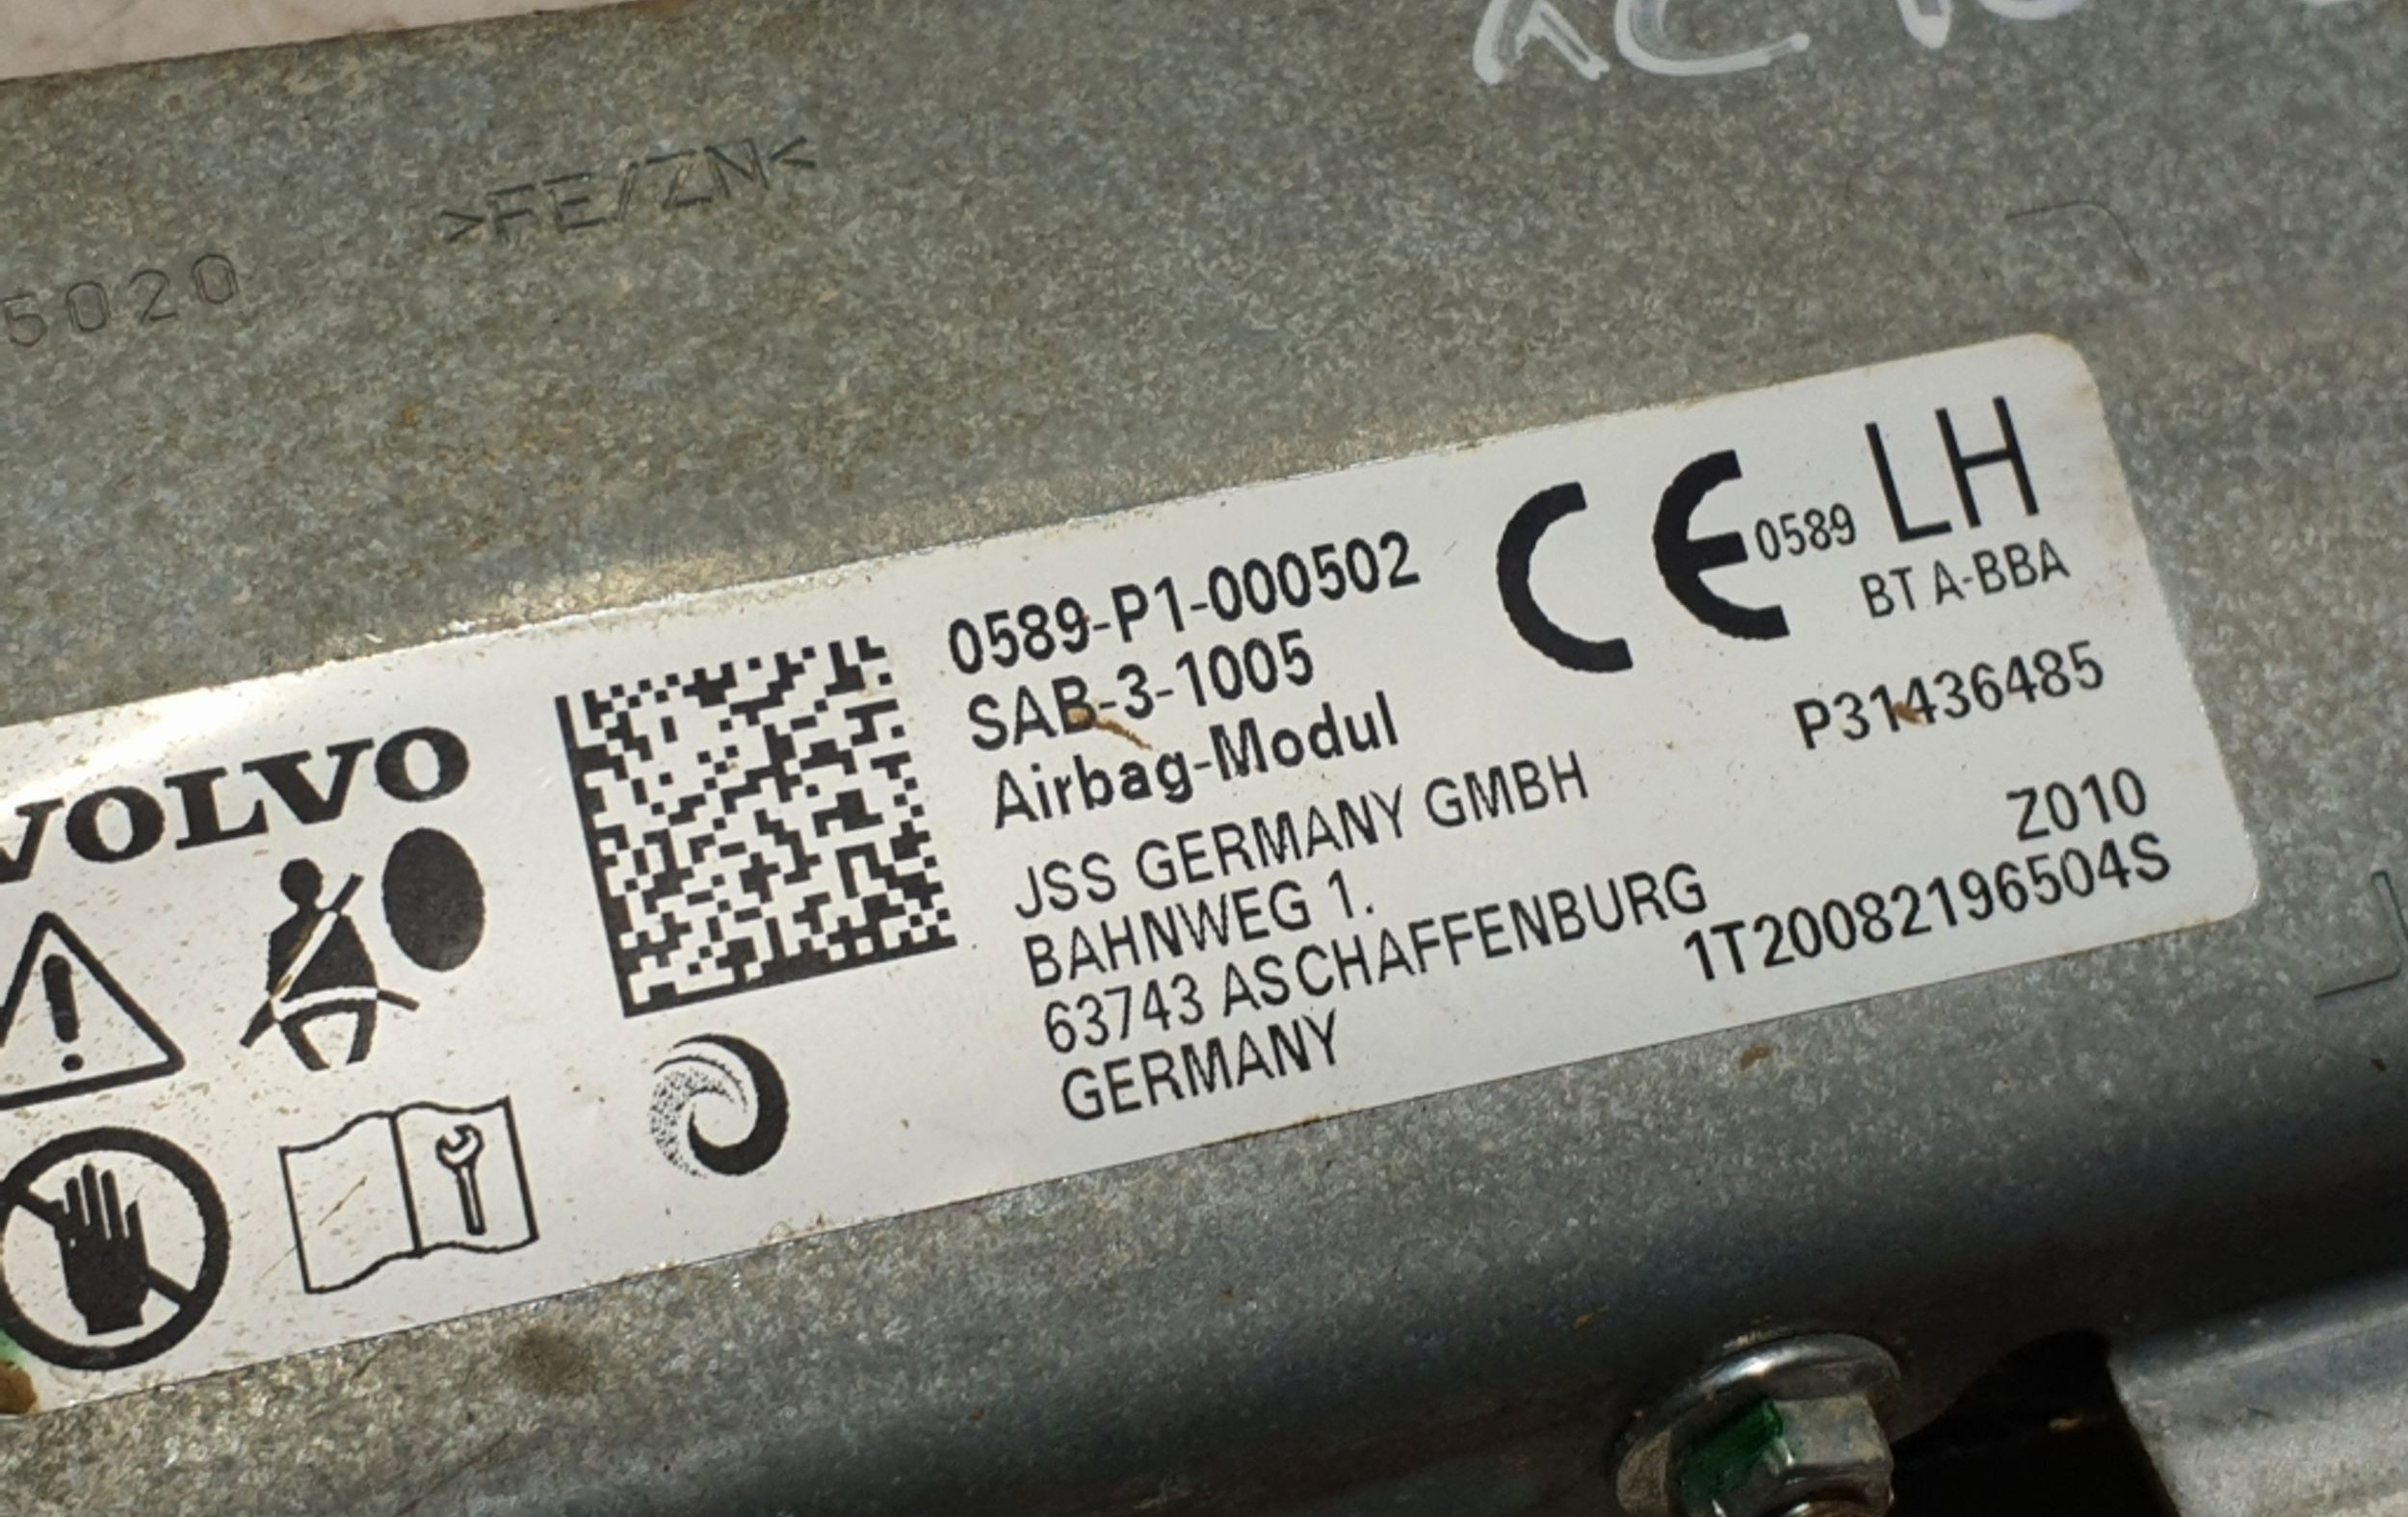 >FE/ZN<
5020
VOLVO
0589-P1-000502
SAB-3-1005
Airbag-Modul
JSS GERMANY GMBH
BAHNWEG 1.
63743 ASCHAFFENBURG
GERMANY
CE 0589 LH
BT A-BBA
P31436485
Z010
1T20082196504S